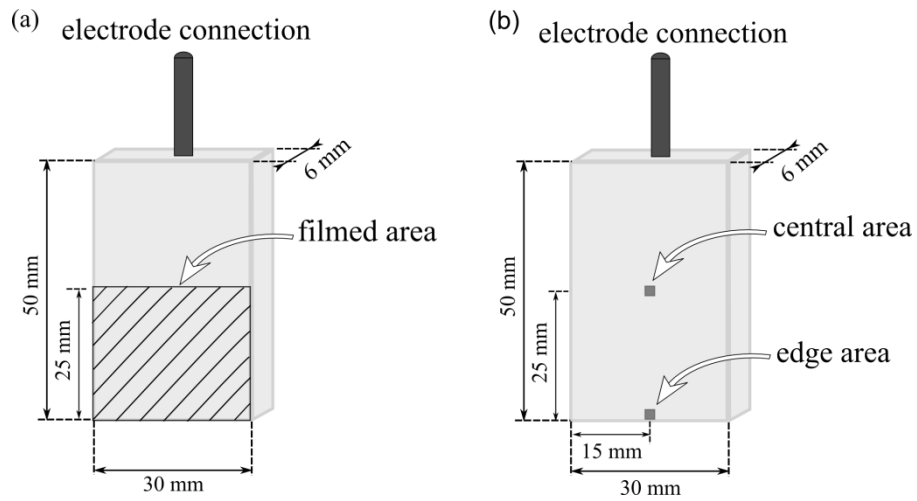 (a)
electrode connection
6 mm
filmed area
50 mm
25 mm
30 mm
(b)
electrode connection
6 mm
central area
50 mm
25 mm
edge area
15 mm
30 mm